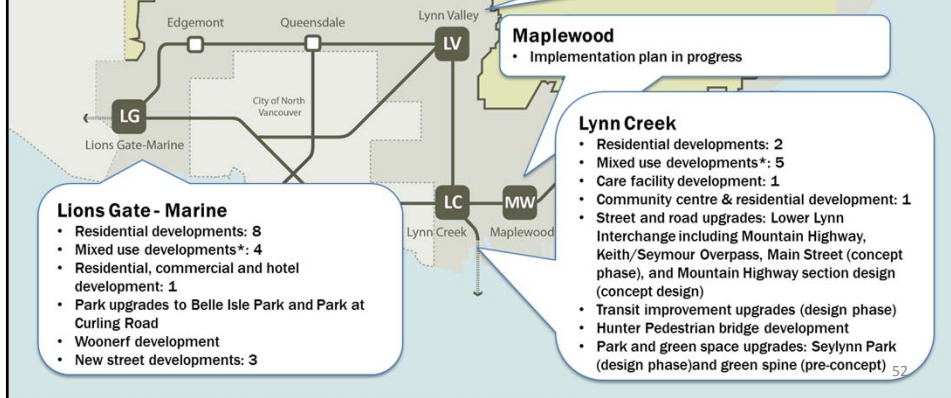 Lynn Valley
Edgemont
Queensdale
LV
Maplewood
• Implementation plan in progress
City of North
Vancouver
LG
Lions Gate-Marine
Lynn Creek
• Residential developments: 2
• Mixed use developments*: 5
• Care facility development: 1
• Community centre & residential development: 1
• Street and road upgrades: Lower Lynn
Interchange including Mountain Highway,
Keith/Seymour Overpass, Main Street (concept
phase), and Mountain Highway section design
(concept design)
• Transit improvement upgrades (design phase)
• Hunter Pedestrian bridge development
• Park and green space upgrades: Seylynn Park
(design phase)and green spine (pre-concept)
LC
MW
Lynn Creek
Maplewood
Lions Gate - Marine
• Residential developments: 8
• Mixed use developments*: 4
• Residential, commercial and hotel
development: 1
• Park upgrades to Belle Isle Park and Park at
Curling Road
• Woonerf development
• New street developments: 3
52